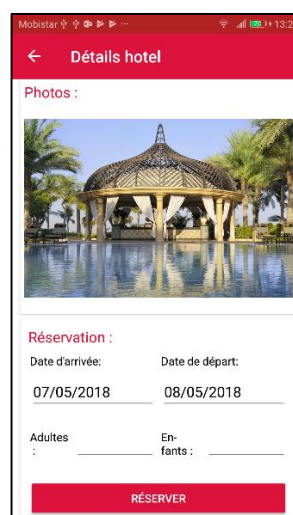 Mobistar ... 13:2
Détails hotel
Photos :
Réservation :
Date d'arrivée: Date de départ:
07/05/2018 08/05/2018
Adultes En-
: fants :
RÉSERVER